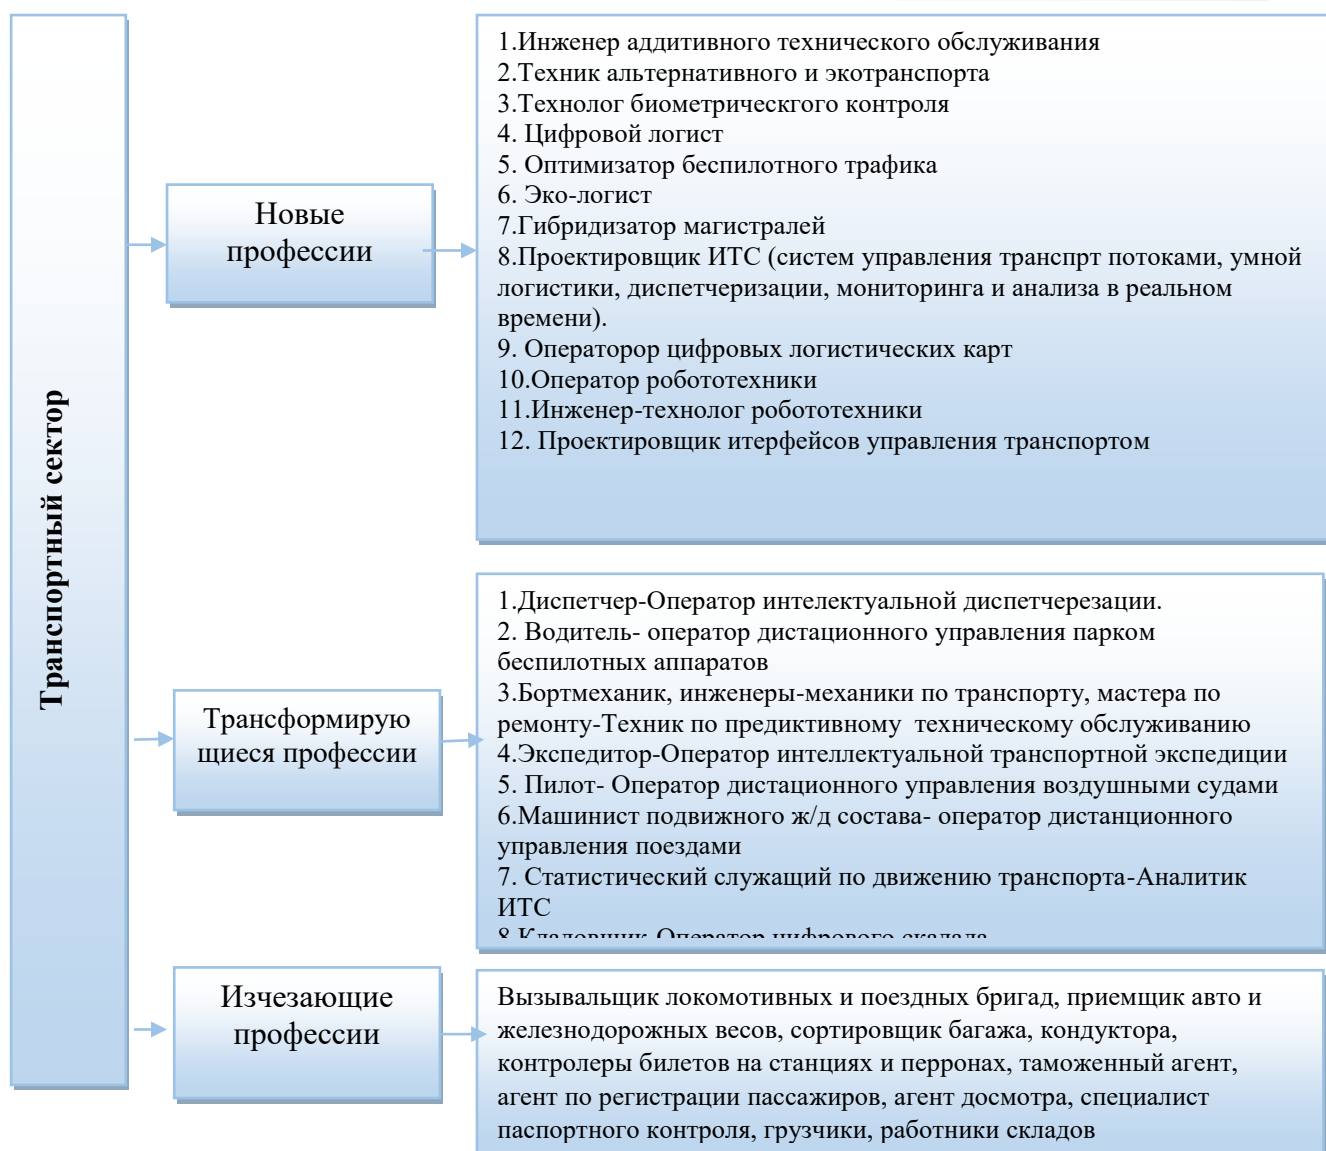 Транспортный сектор
Новые
профессии
1.Инженер аддитивного технического обслуживания
2.Техник альтернативного и экотранспорта
3.Технолог биометрическгого контроля
4. Цифровой логист
5. Оптимизатор беспилотного трафика
6. Эко-логист
7.Гибридизатор магистралей
8.Проектировщик ИТС (систем управления транспрт потоками, умной
логистики, диспетчеризации, мониторинга и анализа в реальном
времени).
9. Операторор цифровых логистических карт
10.Оператор робототехники
11.Инженер-технолог робототехники
12. Проектировщик итерфейсов управления транспортом
Трансформирую
щиеся профессии
1.Диспетчер-Оператор интелектуальной диспетчерезации.
2. Водитель- оператор дистационного управления парком
беспилотных аппаратов
3.Бортмеханик, инженеры-механики по транспорту, мастера по
ремонту-Техник по предиктивному техническому обслуживанию
4.Экспедитор-Оператор интеллектуальной транспортной экспедиции
5. Пилот- Оператор дистационного управления воздушными судами
6.Машинист подвижного ж/д состава- оператор дистанционного
управления поездами
7. Статистический служащий по движению транспорта-Аналитик
ИТС
8.Кладовщик-Оператор цифрового скалада
Изчезающие
профессии
Вызывальщик локомотивных и поездных бригад, приемщик авто и
железнодорожных весов, сортировщик багажа, кондуктора,
контролеры билетов на станциях и перронах, таможенный агент,
агент по регистрации пассажиров, агент досмотра, специалист
паспортного контроля, грузчики, работники складов